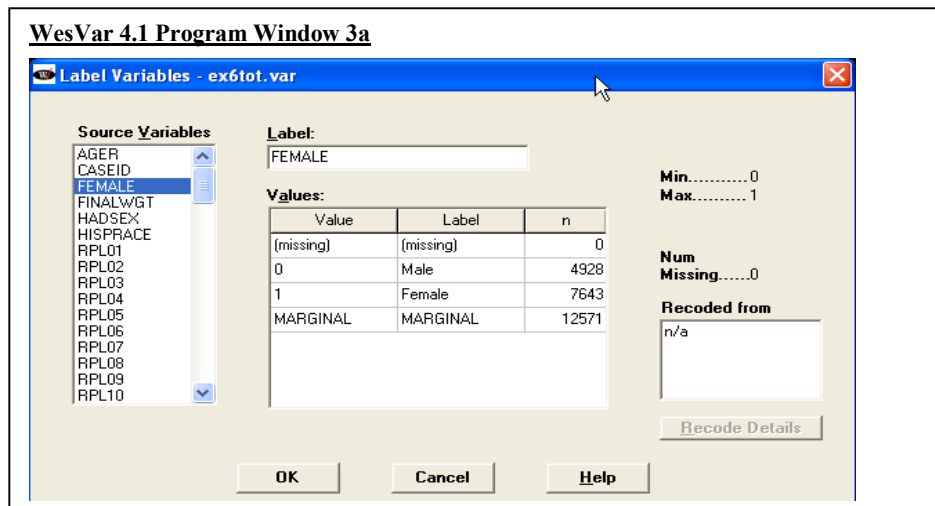 WesVar 4.1 Program Window 3a
Label Variables - ex6tot.var
Source Variables
AGER
CASEID
FEMALE
FINALWGT
HADSEX
HISPRACE
RPL01
RPL02
RPL03
RPL04
RPL05
RPL06
RPL07
RPL08
RPL09
RPL10
Label:
FEMALE
Values:
Value Label n
(missing) (missing) 0
0 Male 4928
1 Female 7643
MARGINAL MARGINAL 12571
Min...........0
Max.......... 1
Num
Missing......0
Recoded from
n/a
Recode Details
OK Cancel Help